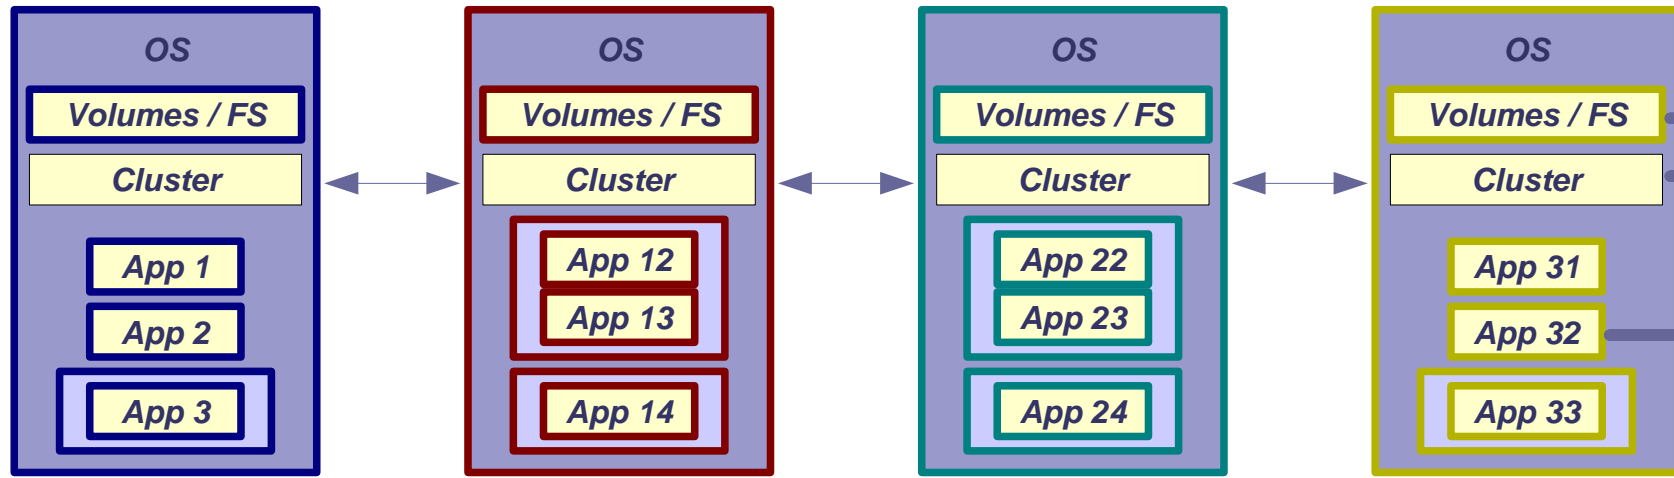 OS
Volumes / FS
Cluster
App 1
App 2
App 3
OS
Volumes / FS
Cluster
App 12
App 13
App 14
OS
Volumes / FS
Cluster
App 22
App 23
App 24
OS
Volumes / FS
Cluster
App 31
App 32
App 33